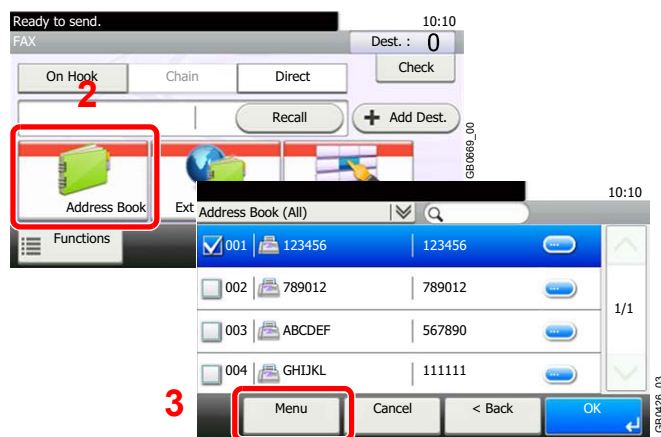 Ready to send.
10:10
FAX
Dest. : 0
On Hook
Chain
Direct
Check
2
Recall
Add Dest.
Address Book
Ext
Functions
GB0669_00
10:10
Address Book (All)
001 123456 123456
002 789012 789012
1/1
003 ABCDEF 567890
004 GHIJKL 111111
3
Menu
Cancel
< Back
OK
GB0426_03